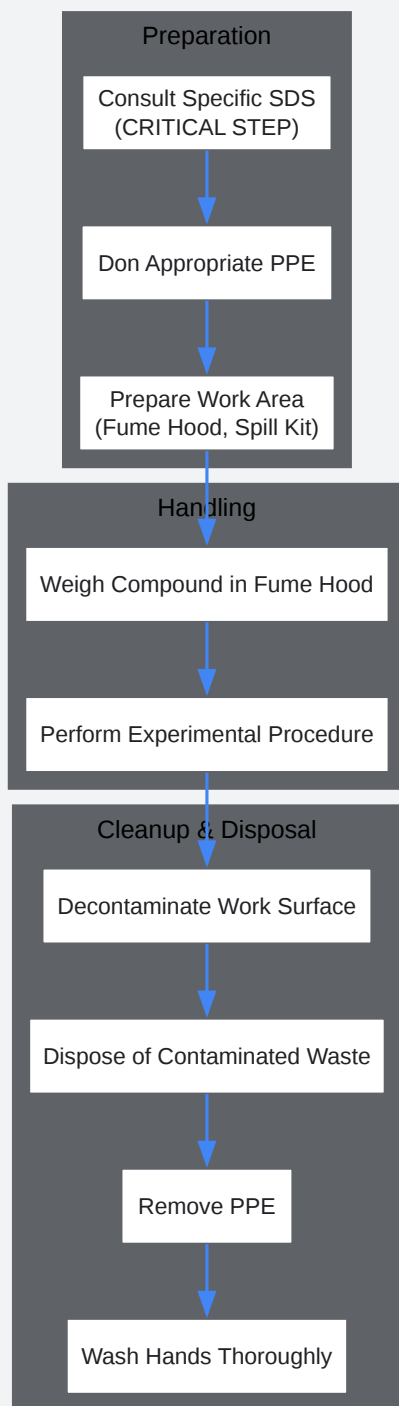 Preparation
Consult Specific SDS
(CRITICAL STEP)
Don Appropriate PPE
Prepare Work Area
(Fume Hood, Spill Kit)
Handling
Weigh Compound in Fume Hood
Perform Experimental Procedure
Cleanup & Disposal
Decontaminate Work Surface
Dispose of Contaminated Waste
Remove PPE
Wash Hands Thoroughly